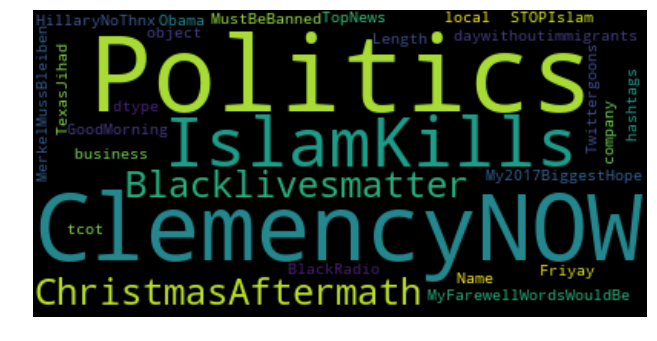 HillaryNoThnx Obama MustBeBanned TopNews local STOPIslam
object Length daywithoutimmigrants
Politics
MerkelMussBleiben
TexasJihad
dtype
GoodMorning
IslamKills
Twittergoons
company
hashtags
business
Blacklivesmatter My2017BiggestHope
ClemencyNOW
tcot
BlackRadio
Name Friyay
ChristmasAftermath MyFarewellWordsWouldBe